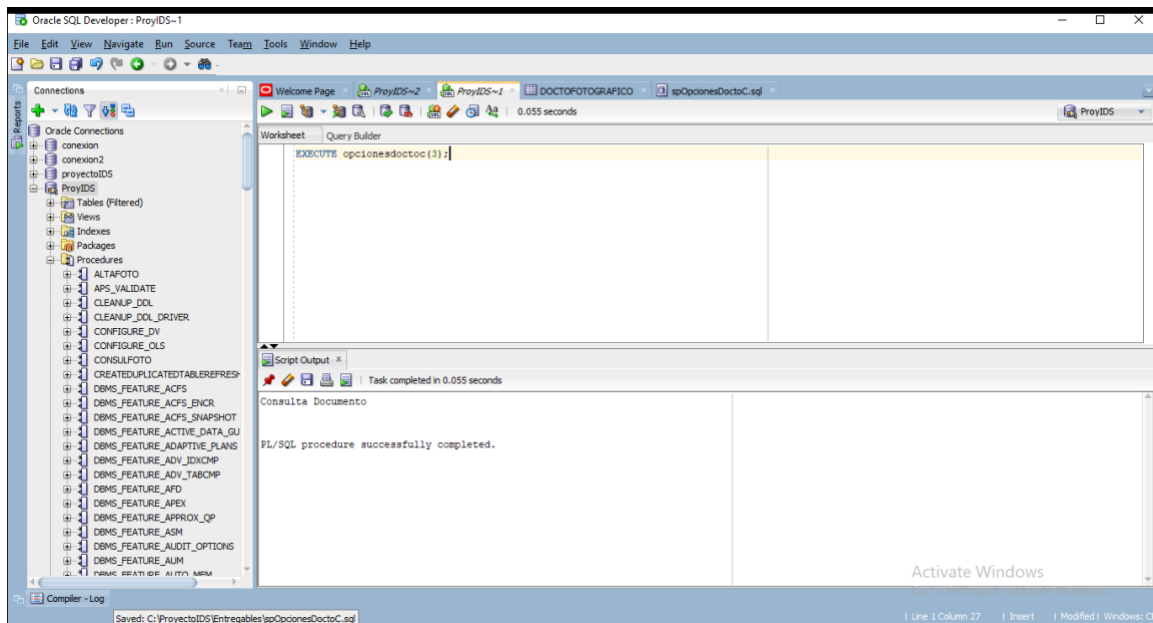 Oracle SQL Developer : ProyIDS~1
File Edit View Navigate Run Source Team Tools Window Help
Connections
Welcome Page
ProyIDS~2
ProyIDS~1
DOCTOFOTOGRAFICO
spOpcionesDoctoC.sql
Reports
0.055 seconds
ProyIDS
Worksheet Query Builder
EXECUTE opcionesdoctoc(3);
Oracle Connections
conexion
conexion2
proyectoIDS
ProyIDS
Tables (Filtered)
Views
Indexes
Packages
Procedures
ALTAFOTO
APS_VALIDATE
CLEANUP_DDL
CLEANUP_DDL_DRIVER
CONFIGURE_DV
CONFIGURE_OLS
CONSULFOTO
CREATEDUPLICATEDTABLEREFRESH
DBMS_FEATURE_ACFS
DBMS_FEATURE_ACFS_ENCR
DBMS_FEATURE_ACFS_SNAPSHOT
DBMS_FEATURE_ACTIVE_DATA_GU
DBMS_FEATURE_ADAPTIVE_PLANS
DBMS_FEATURE_ADV_IDXCMP
DBMS_FEATURE_ADV_TABCMP
DBMS_FEATURE_AFD
DBMS_FEATURE_APEX
DBMS_FEATURE_APPROX_QP
DBMS_FEATURE_ASM
DBMS_FEATURE_AUDIT_OPTIONS
DBMS_FEATURE_AUM
DBMS_FEATURE_AUTO_MEM
Script Output
Task completed in 0.055 seconds
Consulta Documento
PL/SQL procedure successfully completed.
Activate Windows
Compiler - Log
Saved: C:\ProyectoIDS\Entregables\spOpcionesDoctoC.sql
Line 1 Column 27 | Insert | Modified | Windows: C